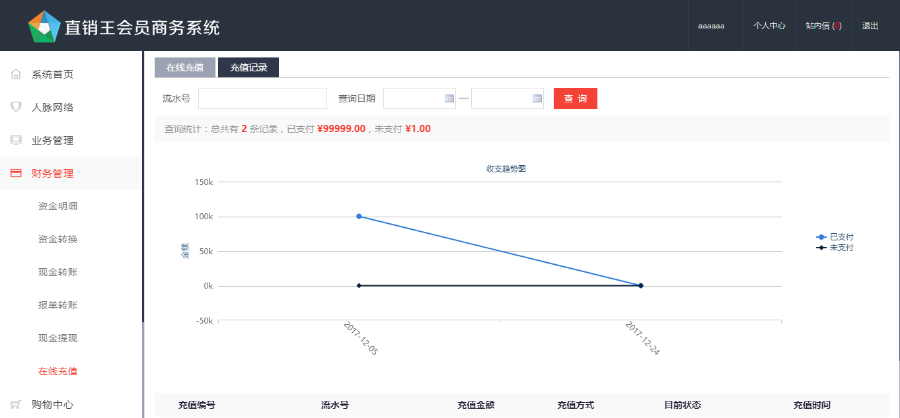 直销王会员商务系统
aaaaaa 个人中心 站内信 (0) 退出
系统首页
人脉网络
业务管理
财务管理
资金明细
资金转换
现金转账
报单转账
现金提现
在线充值
购物中心
在线充值 充值记录
流水号 查询日期 — 查 询
查询统计：总共有 2 条记录，已支付 ¥99999.00，未支付 ¥1.00
收支趋势图
金额
150k
100k
50k
0k
-50k
2017-12-05 2017-12-24
已支付
未支付
充值编号 流水号 充值金额 充值方式 目前状态 充值时间